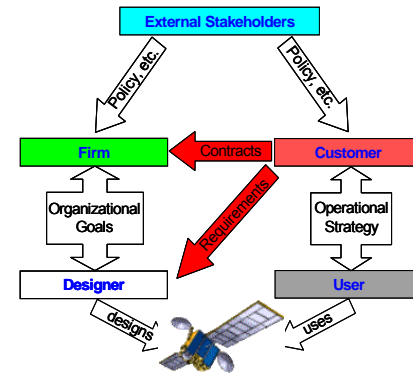 External Stakeholders
Policy, etc.
Policy, etc.
Firm
Contracts
Customer
Organizational
Goals
Requirements
Operational
Strategy
Designer
User
designs
uses